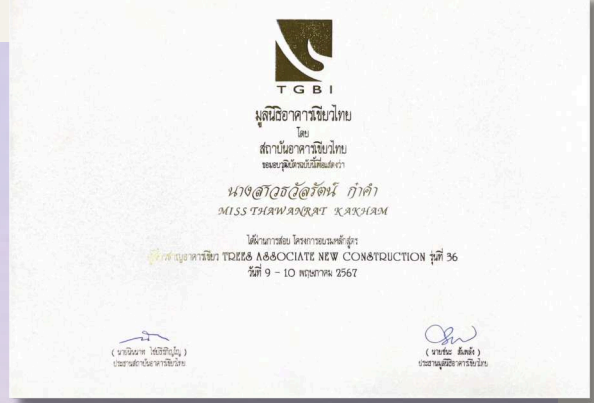 TGBI
มูลนิธิอาคารเขียวไทย
โดย
สถาบันอาคารเขียวไทย
ขอมอบวุฒิบัตรฉบับนี้เพื่อแสดงว่า
นางสาวธวัลรัตน์ กำคำ
MISS THAWANRAT KAKHAM
ได้ผ่านการสอบ โครงการอบรมหลักสูตร
อาคารเขียว TREES ASSOCIATE NEW CONSTRUCTION รุ่นที่ 36
วันที่ 9 - 10 พฤษภาคม 2567
ประธานสถาบันอาคารเขียวไทย
ประธานมูลนิธิอาคารเขียวไทย